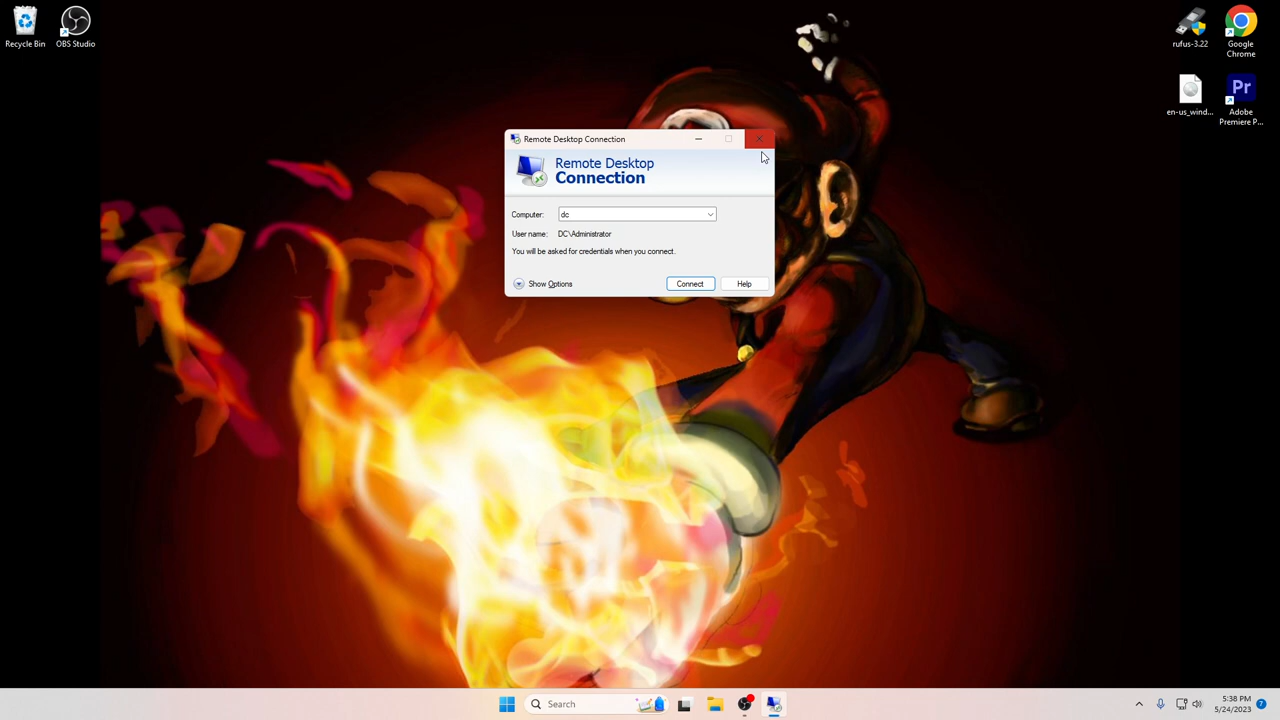 Recycle Bin
OBS Studio
rufus-3.22
Google
Chrome
en-us_wind...
Adobe
Premiere P...
Pr
Remote Desktop Connection
Remote Desktop
Connection
Computer: dc
User name: DC\Administrator
You will be asked for credentials when you connect.
Show Options
Connect
Help
Search
5:38 PM
5/24/2023
7